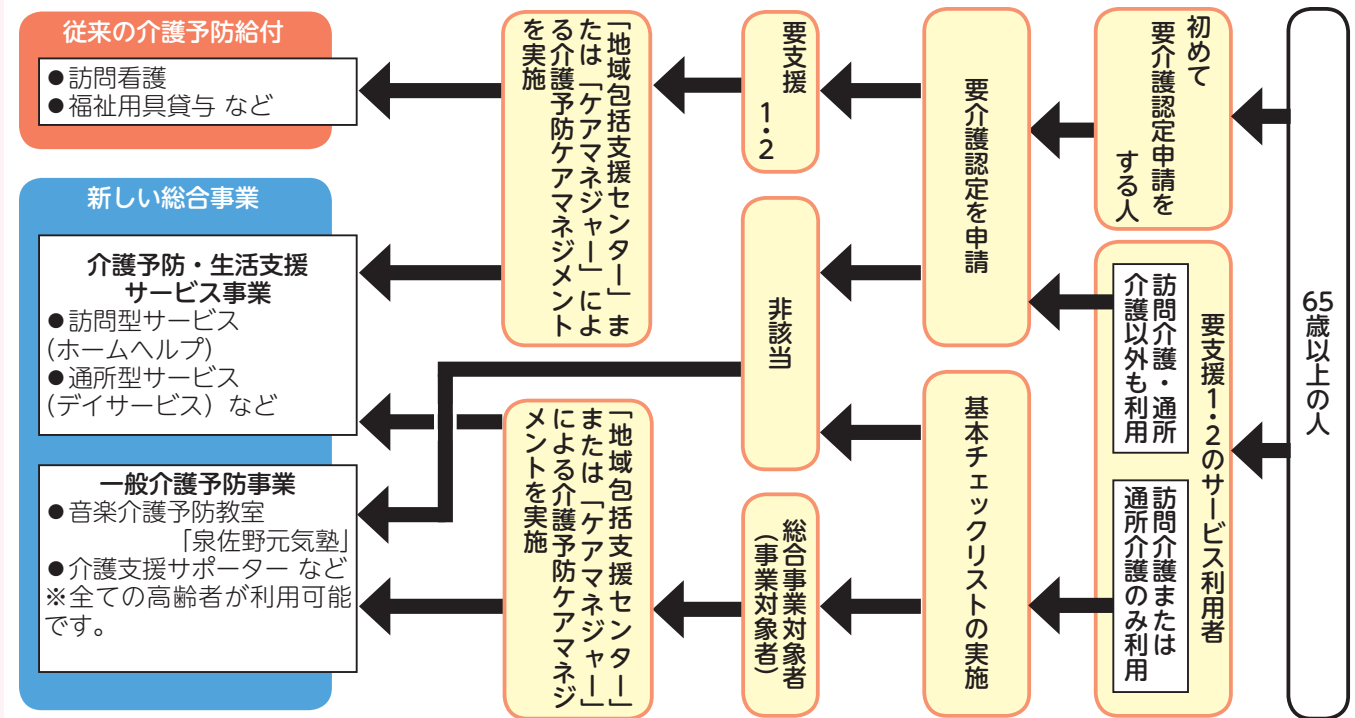 65歳以上の人
初めて
要介護認定申請を
する人
要支援1・2のサービス利用者
訪問介護・通所
介護以外も利用
訪問介護または
通所介護のみ利用
要介護認定を申請
基本チェックリストの実施
要支援
1・2
非該当
総合事業対象者
（事業対象者）
「地域包括支援センター」ま
たは「ケアマネジャー」によ
る介護予防ケアマネジメント
を実施
「地域包括支援センター」
または「ケアマネジャー」
による介護予防ケアマネジ
メントを実施
従来の介護予防給付
●訪問看護
●福祉用具貸与 など
新しい総合事業
介護予防・生活支援
サービス事業
●訪問型サービス
(ホームヘルプ)
●通所型サービス
(デイサービス) など
一般介護予防事業
●音楽介護予防教室
「泉佐野元気塾」
●介護支援サポーター など
※全ての高齢者が利用可能
です。